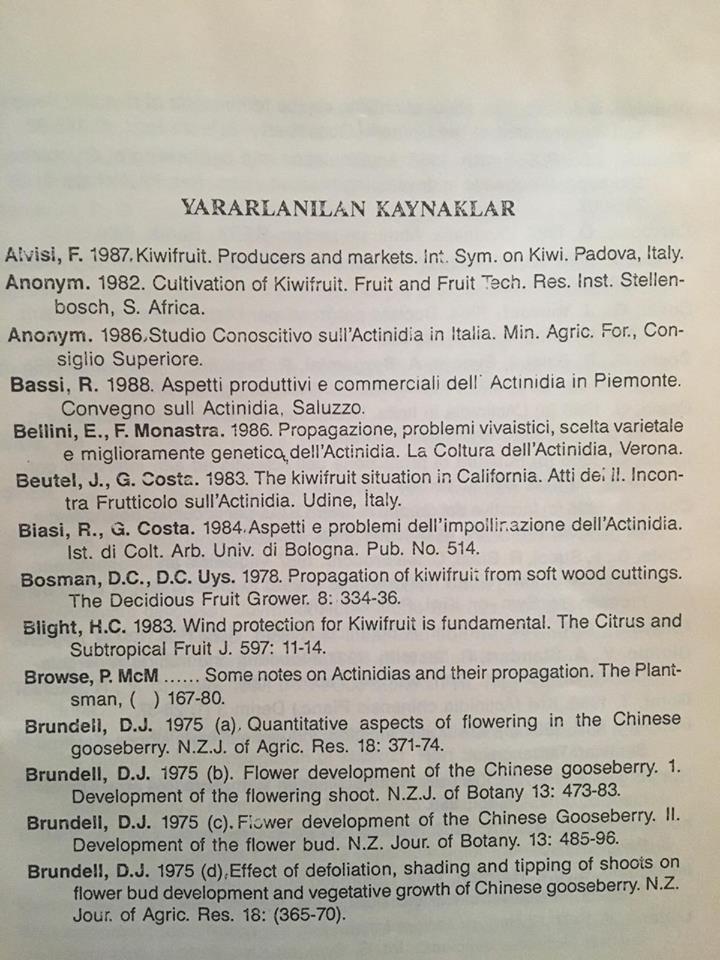 YARARLANILAN KAYNAKLAR
Alvisi, F. 1987. Kiwifruit. Producers and markets. Int. Sym. on Kiwi. Padova, Italy.
Anonym. 1982. Cultivation of Kiwifruit. Fruit and Fruit Tech. Res. Inst. Stellen-
bosch, S. Africa.
Anonym. 1986. Studio Conoscitivo sull'Actinidia in Italia. Min. Agric. For., Con-
siglio Superiore.
Bassi, R. 1988. Aspetti produttivi e commerciali dell' Actinidia in Piemonte.
Convegno sull Actinidia, Saluzzo.
Bellini, E., F. Monastra. 1986. Propagazione, problemi vivaistici, scelta varietale
e miglioramente genetico, dell'Actinidia. La Coltura dell'Actinidia, Verona.
Beutel, J., G. Costa. 1983. The kiwifruit situation in California. Atti dei II. Incon-
tra Frutticolo sull'Actinidia. Udine, İtaly.
Biasi, R., G. Costa. 1984. Aspetti e problemi dell'impollinazione dell'Actinidia.
Ist. di Colt. Arb. Univ. di Bologna. Pub. No. 514.
Bosman, D.C., D.C. Uys. 1978. Propagation of kiwifruit from soft wood cuttings.
The Decidious Fruit Grower. 8: 334-36.
Blight, H.C. 1983. Wind protection for Kiwifruit is fundamental. The Citrus and
Subtropical Fruit J. 597: 11-14.
Browse, P. McM ...... Some notes on Actinidias and their propagation. The Plant-
sman, ( ) 167-80.
Brundell, D.J. 1975 (a). Quantitative aspects of flowering in the Chinese
gooseberry. N.Z.J. of Agric. Res. 18: 371-74.
Brundell, D.J. 1975 (b). Flower development of the Chinese gooseberry. 1.
Development of the flowering shoot. N.Z.J. of Botany 13: 473-83.
Brundell, D.J. 1975 (c). Flower development of the Chinese Gooseberry. II.
Development of the flower bud. N.Z. Jour. of Botany. 13: 485-96.
Brundell, D.J. 1975 (d). Effect of defoliation, shading and tipping of shoots on
flower bud development and vegetative growth of Chinese gooseberry. N.Z.
Jour. of Agric. Res. 18: (365-70).